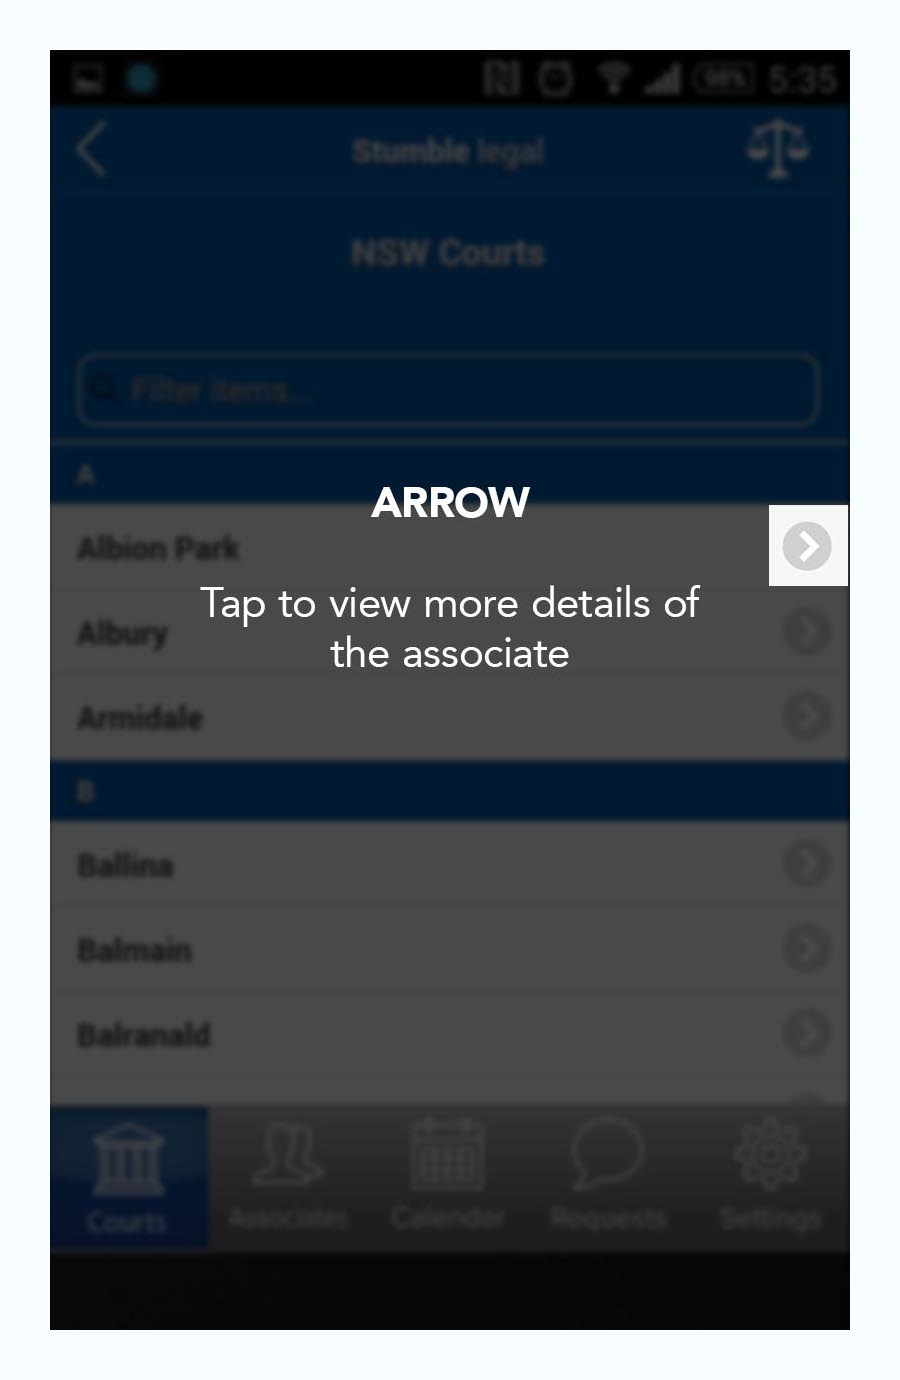 98% 5:35
Stumble legal
NSW Courts
Filter items...
A
ARROW
Albion Park
Tap to view more details of
the associate
Albury
Armidale
B
Ballina
Balmain
Balranald
Courts Associates Calendar Requests Settings